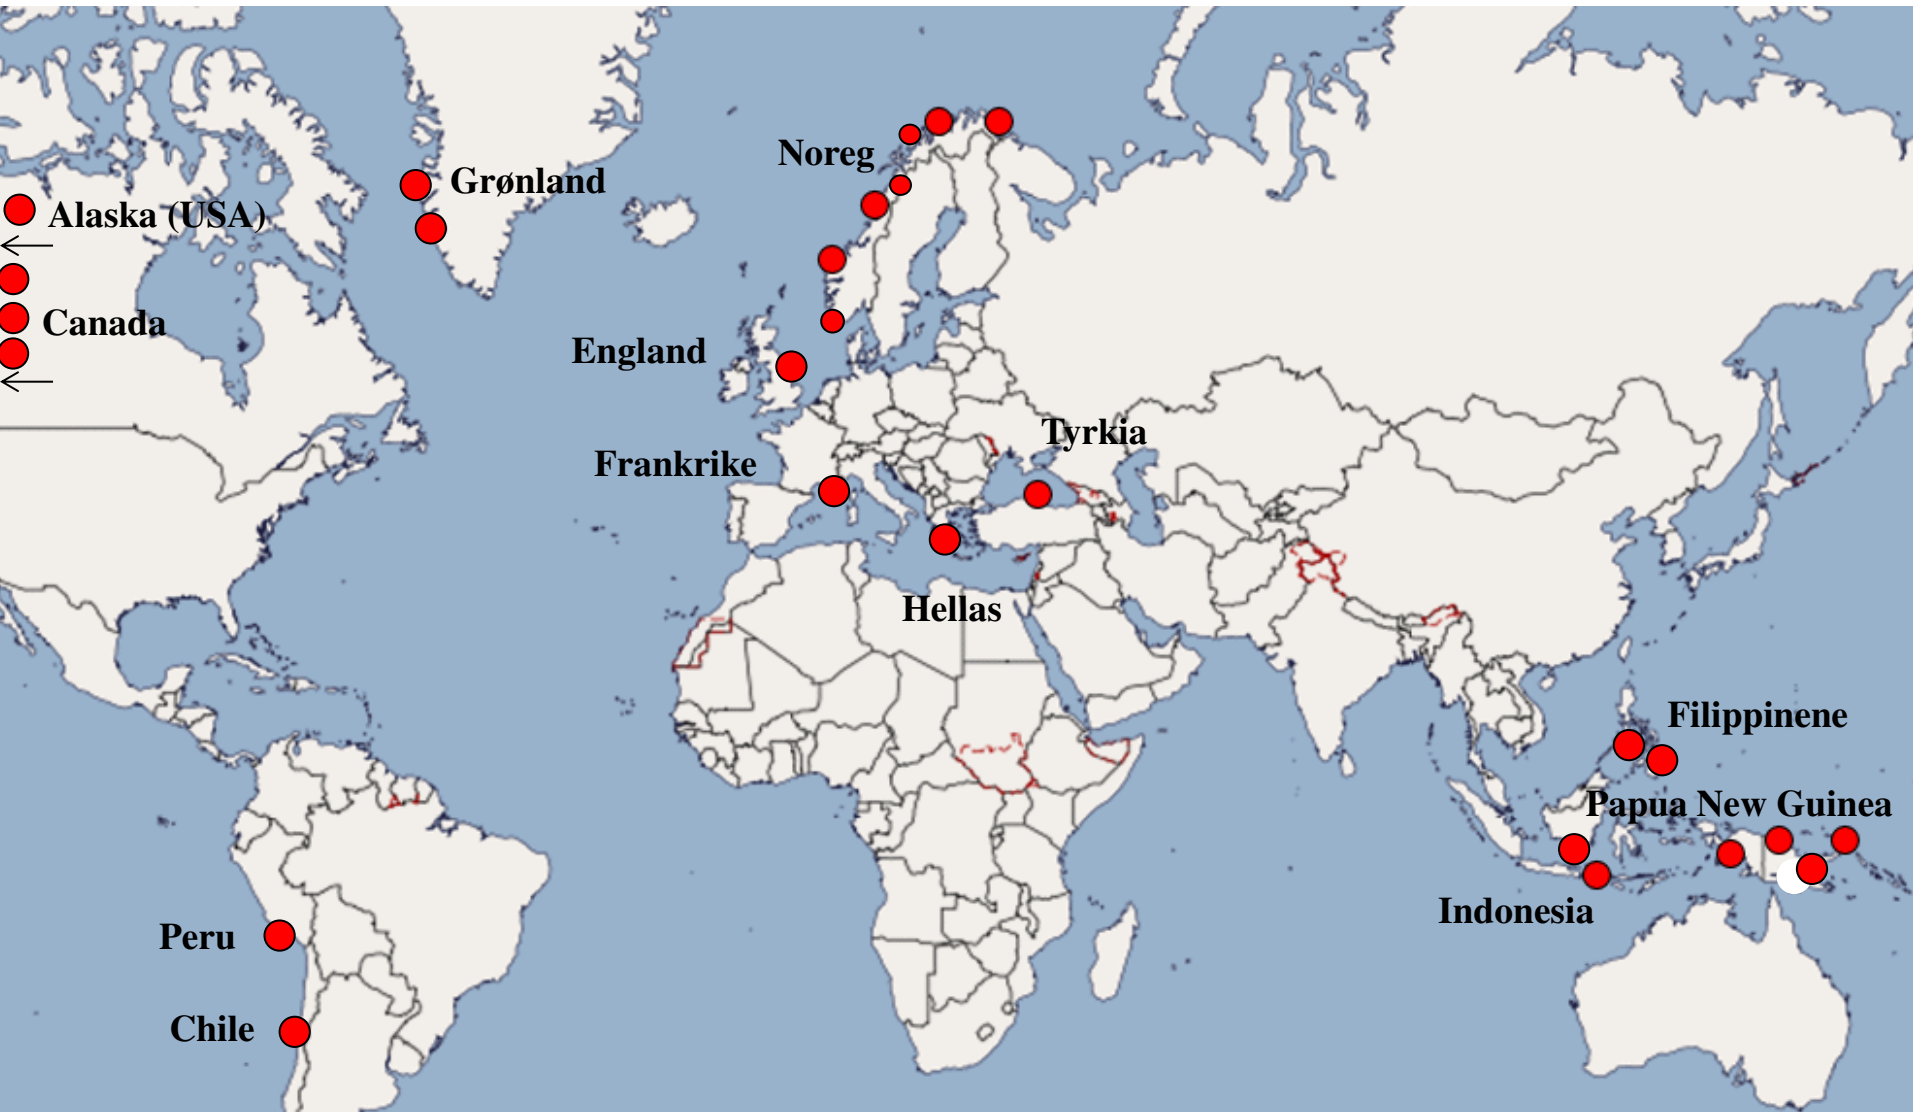 Noreg
Grønland
Alaska (USA)
Canada
England
Tyrkia
Frankrike
Hellas
Filippinene
Papua New Guinea
Indonesia
Peru
Chile